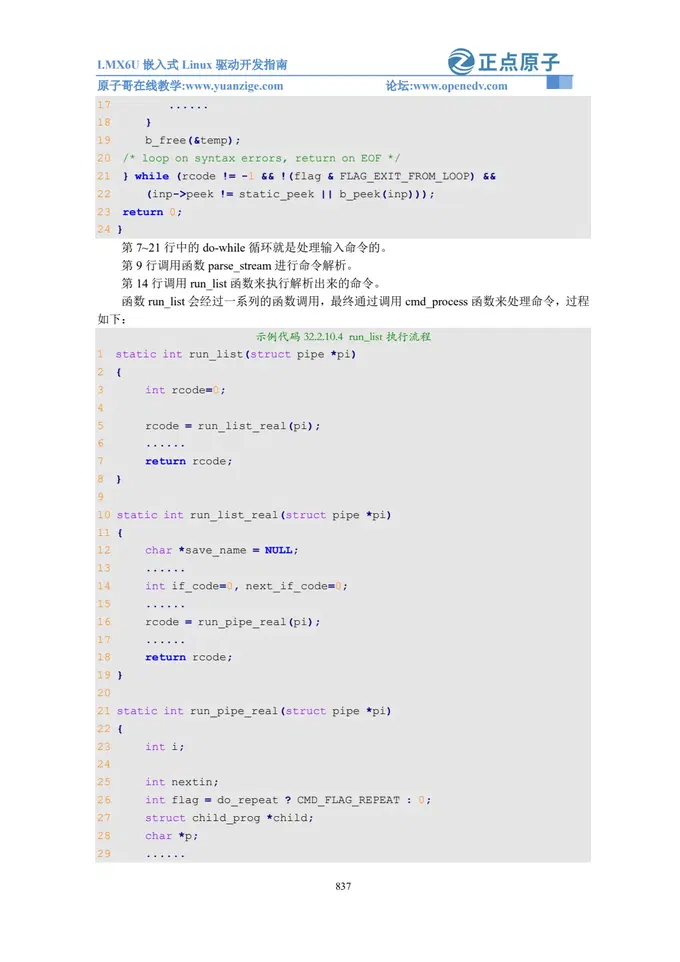 I.MX6U 嵌入式 Linux 驱动开发指南
正点原子
原子哥在线教学:www.yuanzige.com 论坛:www.openedv.com
17 ......
18 }
19 b_free(&temp);
20 /* loop on syntax errors, return on EOF */
21 } while (rcode != -1 && !(flag & FLAG_EXIT_FROM_LOOP) &&
22 (inp->peek != static_peek || b_peek(inp)));
23 return 0;
24 }
第 7~21 行中的 do-while 循环就是处理输入命令的。
第 9 行调用函数 parse_stream 进行命令解析。
第 14 行调用 run_list 函数来执行解析出来的命令。
函数 run_list 会经过一系列的函数调用，最终通过调用 cmd_process 函数来处理命令，过程
如下：
示例代码 32.2.10.4 run_list 执行流程
1 static int run_list(struct pipe *pi)
2 {
3 int rcode=0;
4
5 rcode = run_list_real(pi);
6 ......
7 return rcode;
8 }
9
10 static int run_list_real(struct pipe *pi)
11 {
12 char *save_name = NULL;
13 ......
14 int if_code=0, next_if_code=0;
15 ......
16 rcode = run_pipe_real(pi);
17 ......
18 return rcode;
19 }
20
21 static int run_pipe_real(struct pipe *pi)
22 {
23 int i;
24
25 int nextin;
26 int flag = do_repeat ? CMD_FLAG_REPEAT : 0;
27 struct child_prog *child;
28 char *p;
29 ......
837